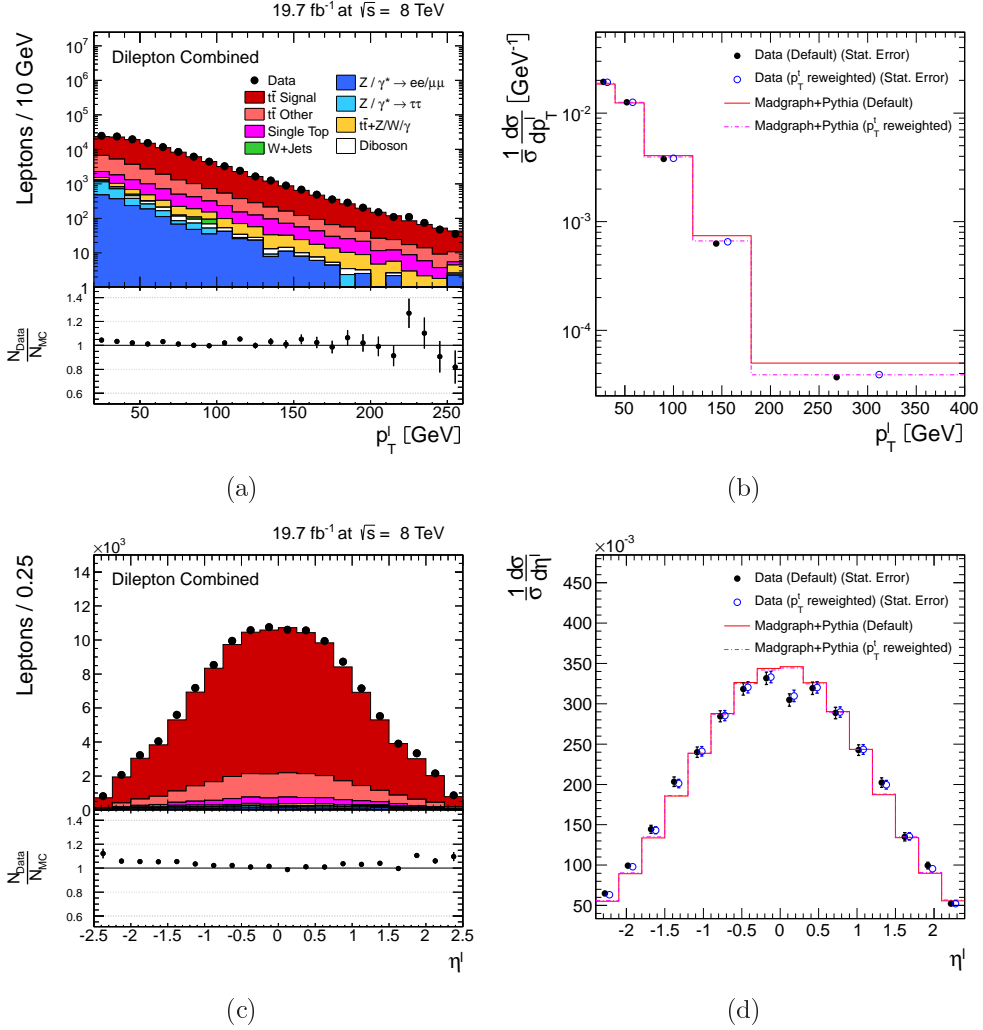 19.7 fb⁻¹ at √s = 8 TeV
Dilepton Combined
Data
tt̄ Signal
tt̄ Other
Single Top
W+Jets
Z / γ* → ee/μμ
Z / γ* → ττ
tt̄+Z/W/γ
Diboson
Leptons / 10 GeV
10⁷
10⁶
10⁵
10⁴
10³
10²
10
1
N_Data / N_MC
1.4
1.2
1
0.8
0.6
50 100 150 200 250
p_T^l [GeV]
(a)
1/σ dσ/dp_T^l [GeV⁻¹]
Data (Default) (Stat. Error)
Data (p_T^t reweighted) (Stat. Error)
Madgraph+Pythia (Default)
Madgraph+Pythia (p_T^t reweighted)
10⁻²
10⁻³
10⁻⁴
50 100 150 200 250 300 350 400
p_T^l [GeV]
(b)
19.7 fb⁻¹ at √s = 8 TeV
×10³
Dilepton Combined
Leptons / 0.25
14
12
10
8
6
4
2
0
N_Data / N_MC
1.4
1.2
1
0.8
0.6
-2.5 -2 -1.5 -1 -0.5 0 0.5 1 1.5 2 2.5
η^l
(c)
×10⁻³
1/σ dσ/dη^l
Data (Default) (Stat. Error)
Data (p_T^t reweighted) (Stat. Error)
Madgraph+Pythia (Default)
Madgraph+Pythia (p_T^t reweighted)
450
400
350
300
250
200
150
100
50
-2 -1.5 -1 -0.5 0 0.5 1 1.5 2
η^l
(d)